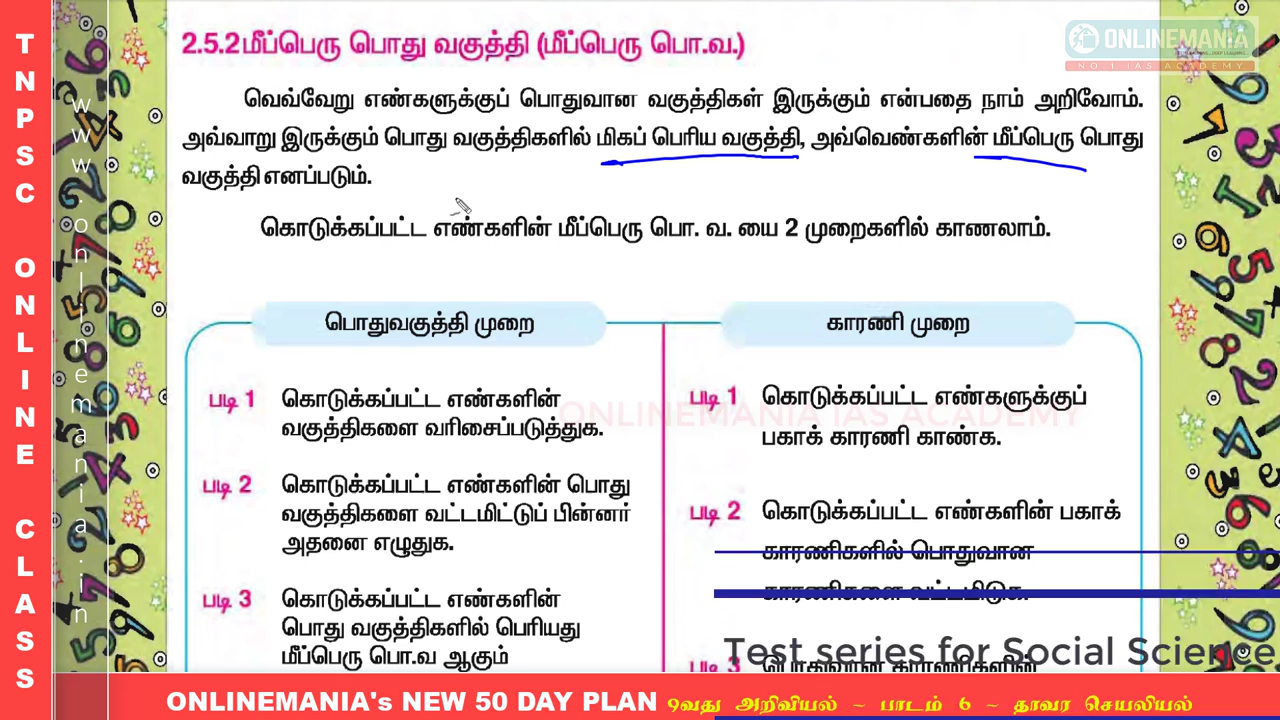 TNPSC ONLINE CLASS
www.onlinemania.in
ONLINEMANIA
NO.1 IAS ACADEMY
2.5.2 மீப்பெரு பொது வகுத்தி (மீப்பெரு பொ.வ.)
வெவ்வேறு எண்களுக்குப் பொதுவான வகுத்திகள் இருக்கும் என்பதை நாம் அறிவோம்.
அவ்வாறு இருக்கும் பொது வகுத்திகளில் மிகப் பெரிய வகுத்தி, அவ்வெண்களின் மீப்பெரு பொது
வகுத்தி எனப்படும்.
கொடுக்கப்பட்ட எண்களின் மீப்பெரு பொ. வ. யை 2 முறைகளில் காணலாம்.
பொதுவகுத்தி முறை
படி 1 கொடுக்கப்பட்ட எண்களின்
வகுத்திகளை வரிசைப்படுத்துக.
படி 2 கொடுக்கப்பட்ட எண்களின் பொது
வகுத்திகளை வட்டமிட்டுப் பின்னர்
அதனை எழுதுக.
படி 3 கொடுக்கப்பட்ட எண்களின்
பொது வகுத்திகளில் பெரியது
மீப்பெரு பொ.வ ஆகும்
காரணி முறை
படி 1 கொடுக்கப்பட்ட எண்களுக்குப்
பகாக் காரணி காண்க.
படி 2 கொடுக்கப்பட்ட எண்களின் பகாக்
காரணிகளில் பொதுவான
காரணிகளை வட்டமிடுக.
படி 3 பொதுவான காரணிகளின்
ONLINEMANIA IAS ACADEMY
Test series for Social Science
ONLINEMANIA's NEW 50 DAY PLAN 9வது அறிவியல் ~ பாடம் 6 ~ தாவர செயலியல்